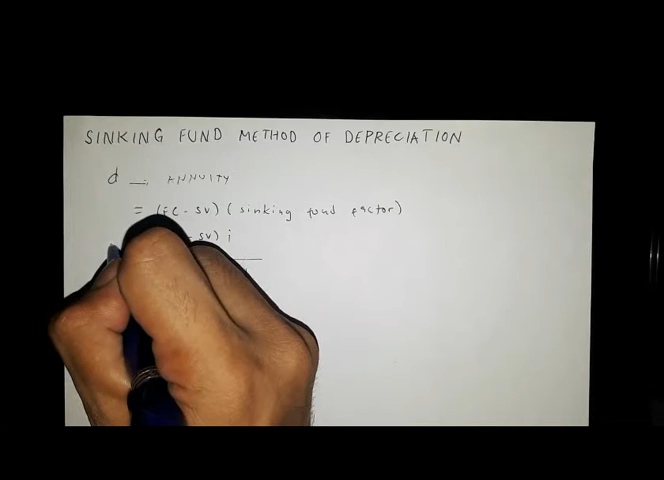 SINKING FUND METHOD OF DEPRECIATION
d = ANNUITY
= (FC - SV) (sinking fund factor)
- SV) i